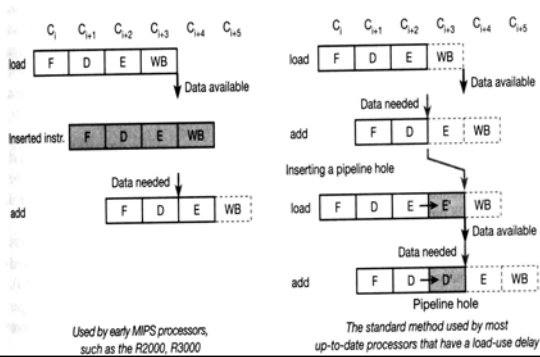 C_i C_i+1 C_i+2 C_i+3 C_i+4 C_i+5
load F D E WB
Data available
Inserted instr. F D E WB
Data needed
add F D E WB
Used by early MIPS processors,
such as the R2000, R3000
C_i C_i+1 C_i+2 C_i+3 C_i+4 C_i+5
load F D E WB
Data available
Data needed
add F D E WB
Inserting a pipeline hole
load F D E E' WB
Data available
Data needed
add F D D' E WB
Pipeline hole
The standard method used by most
up-to-date processors that have a load-use delay